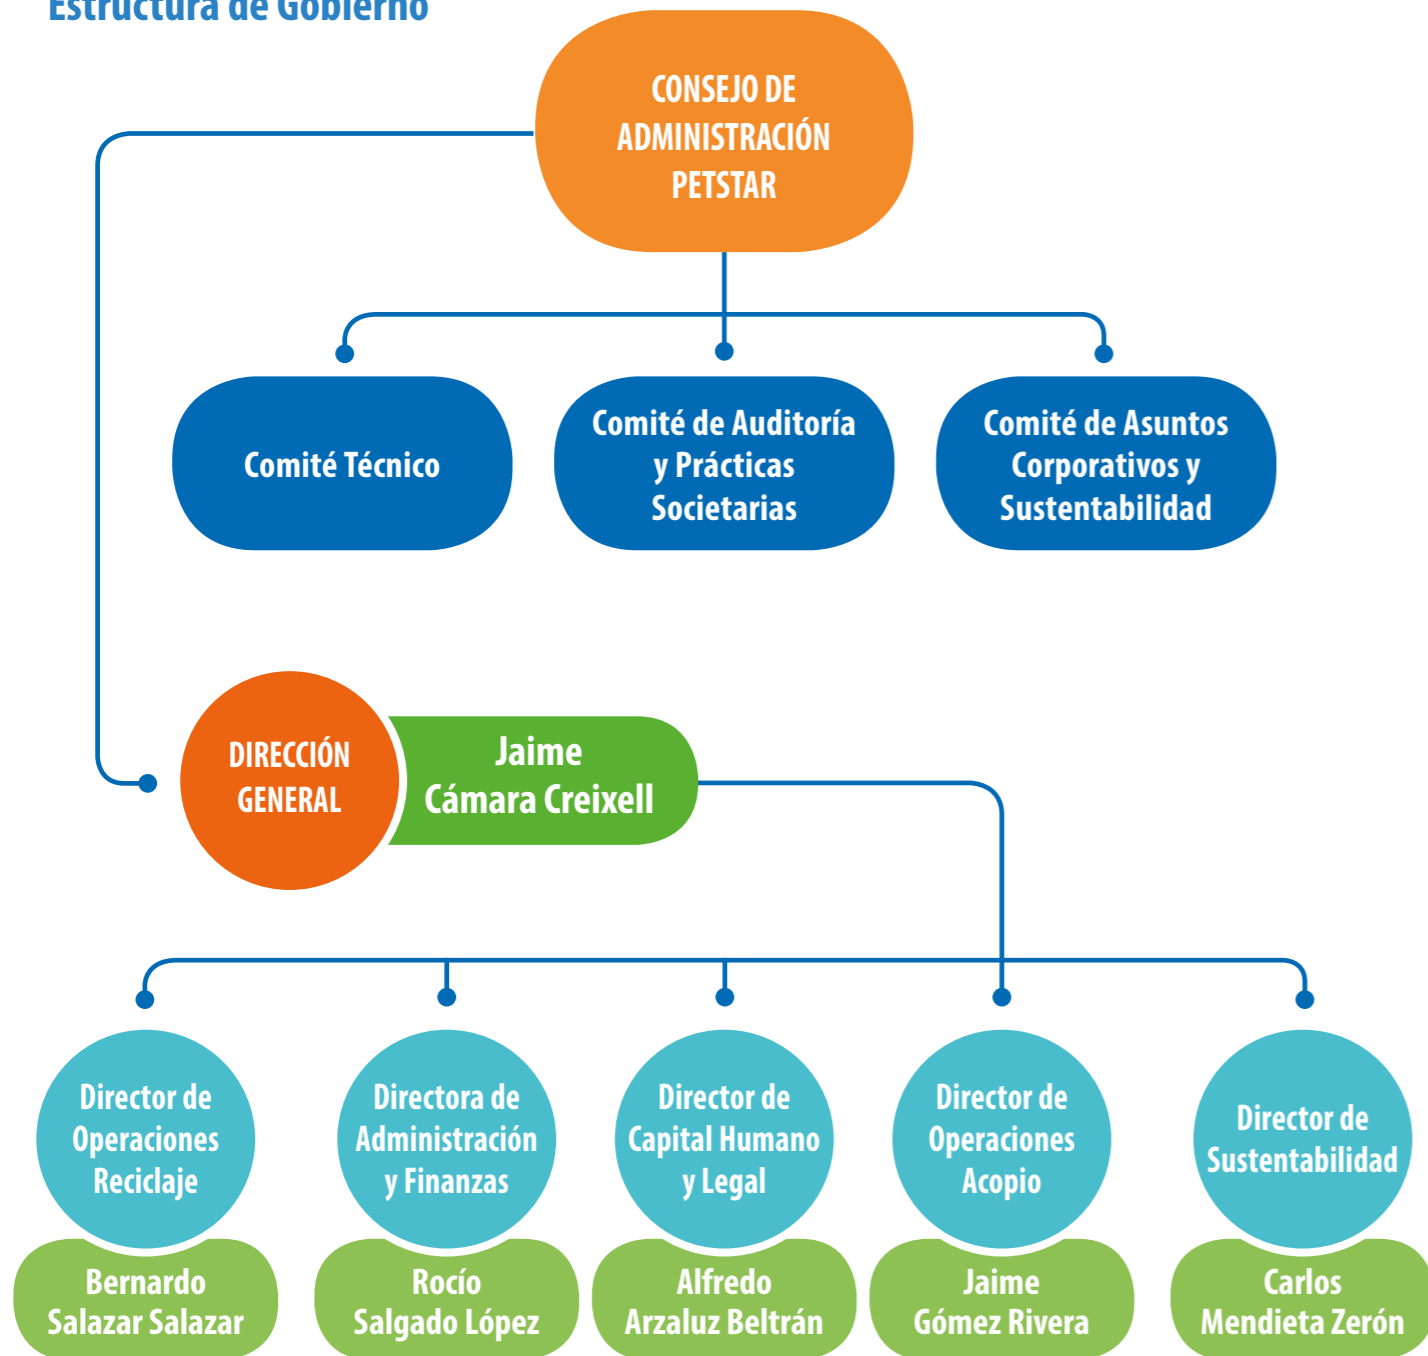 Estructura de Gobierno
CONSEJO DE
ADMINISTRACIÓN
PETSTAR
Comité Técnico
Comité de Auditoría
y Prácticas
Societarias
Comité de Asuntos
Corporativos y
Sustentabilidad
DIRECCIÓN
GENERAL
Jaime
Cámara Creixell
Director de
Operaciones
Reciclaje
Bernardo
Salazar Salazar
Directora de
Administración
y Finanzas
Rocío
Salgado López
Director de
Capital Humano
y Legal
Alfredo
Arzaluz Beltrán
Director de
Operaciones
Acopio
Jaime
Gómez Rivera
Director de
Sustentabilidad
Carlos
Mendieta Zerón